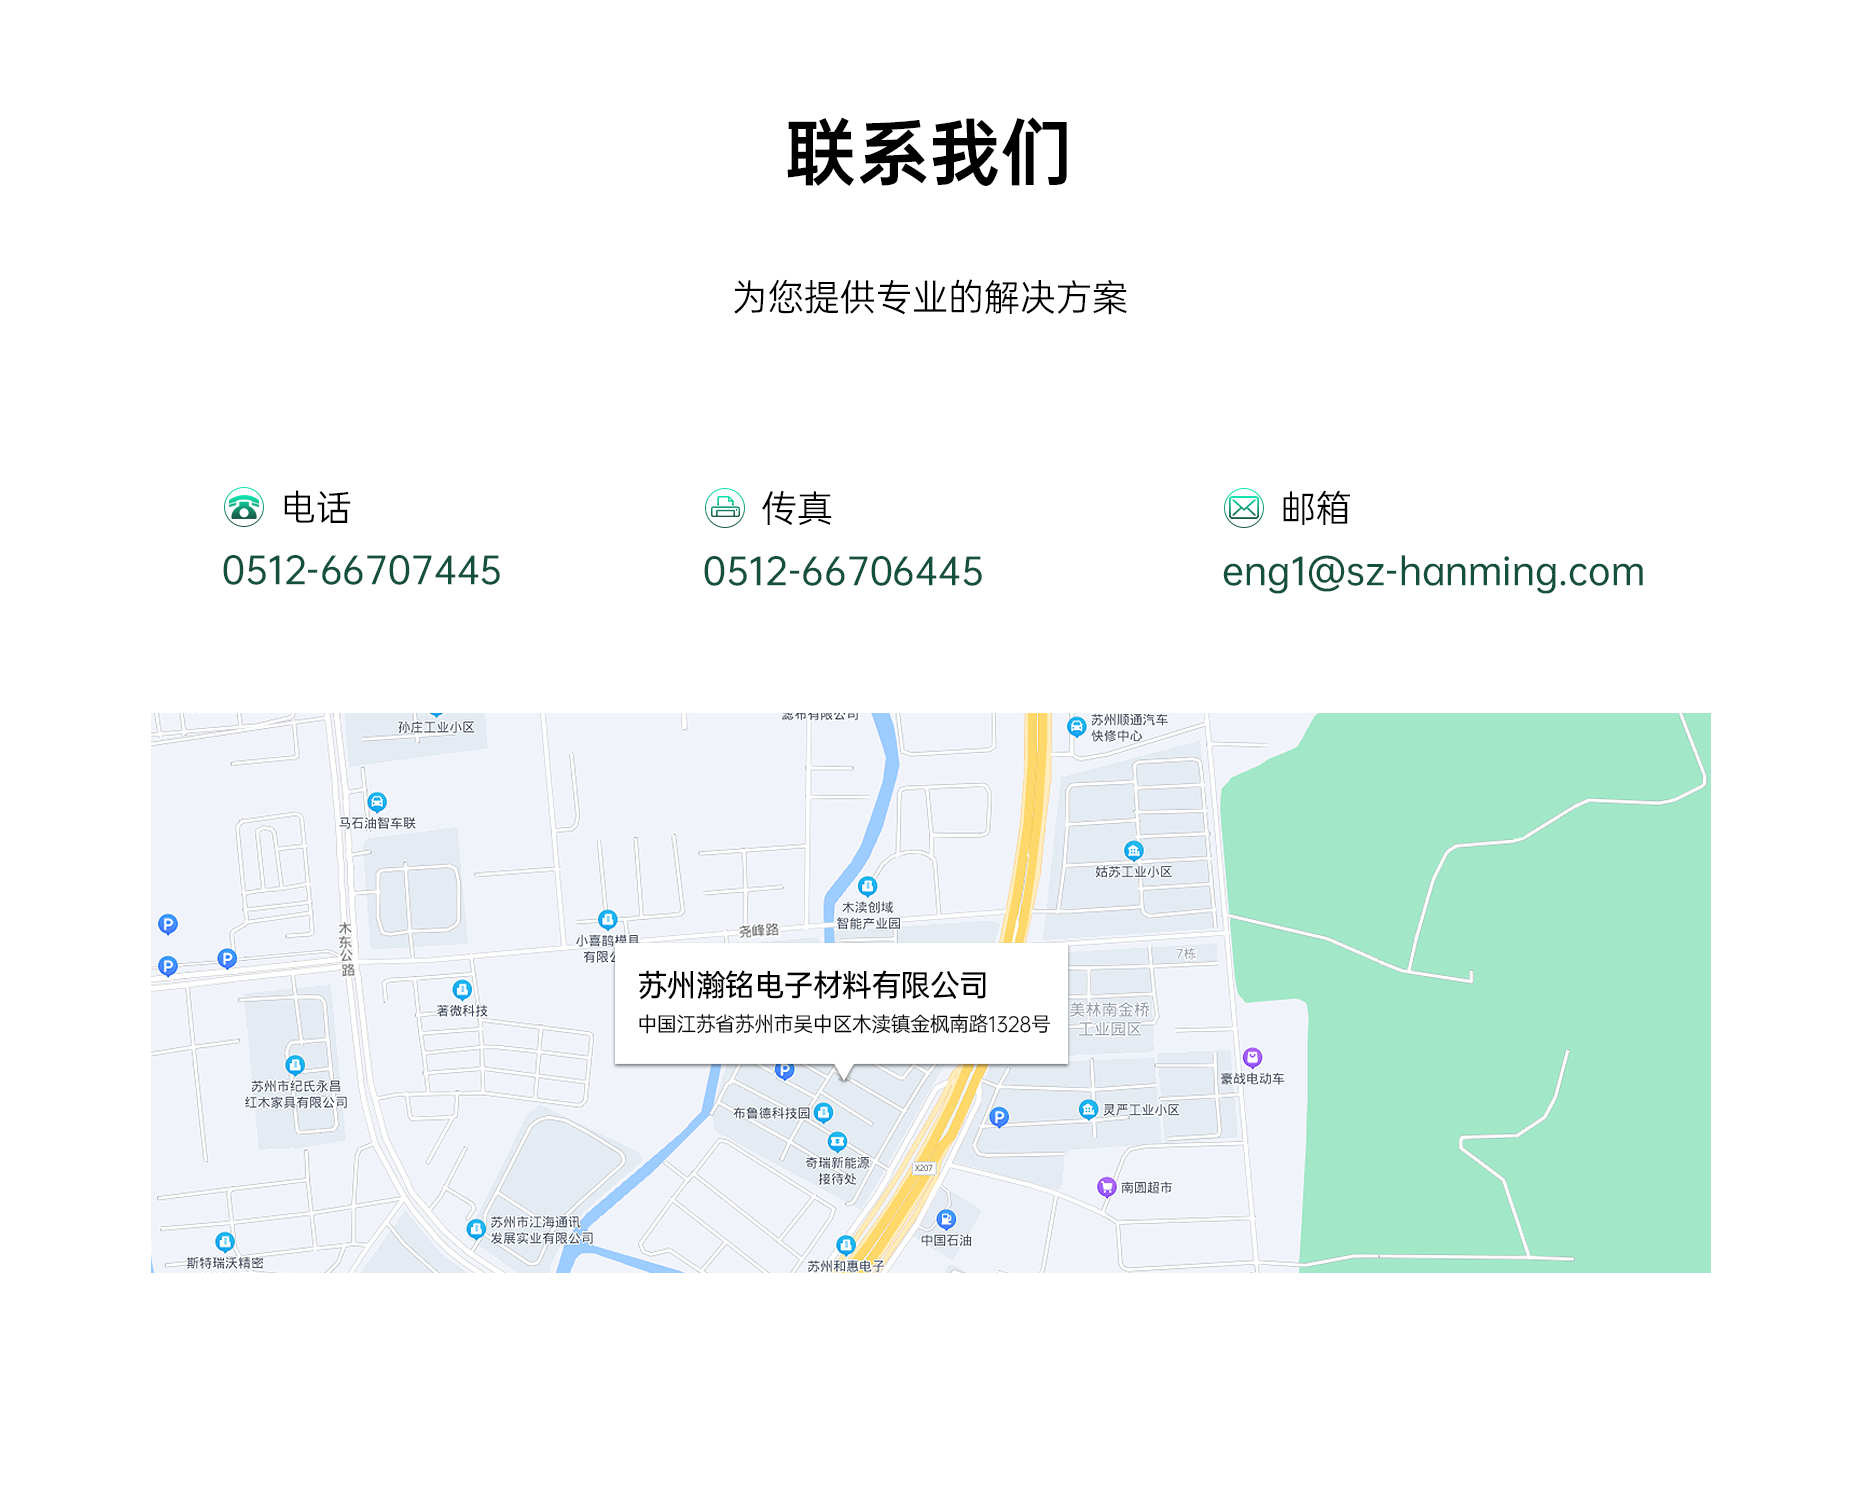 联系我们
为您提供专业的解决方案
电话
0512-66707445
传真
0512-66706445
邮箱
eng1@sz-hanming.com
孙庄工业小区
滤布有限公司
苏州顺通汽车
快修中心
马石油智车联
姑苏工业小区
木渎创域
智能产业园
木东公路
尧峰路
小喜鹊模具
有限公
7栋
著微科技
苏州瀚铭电子材料有限公司
中国江苏省苏州市吴中区木渎镇金枫南路1328号
美林南金桥
工业园区
苏州市纪氏永昌
红木家具有限公司
豪战电动车
布鲁德科技园
灵严工业小区
奇瑞新能源
接待处
X207
南圆超市
苏州市江海通讯
发展实业有限公司
中国石油
斯特瑞沃精密
苏州和惠电子
P
P
P
P
P